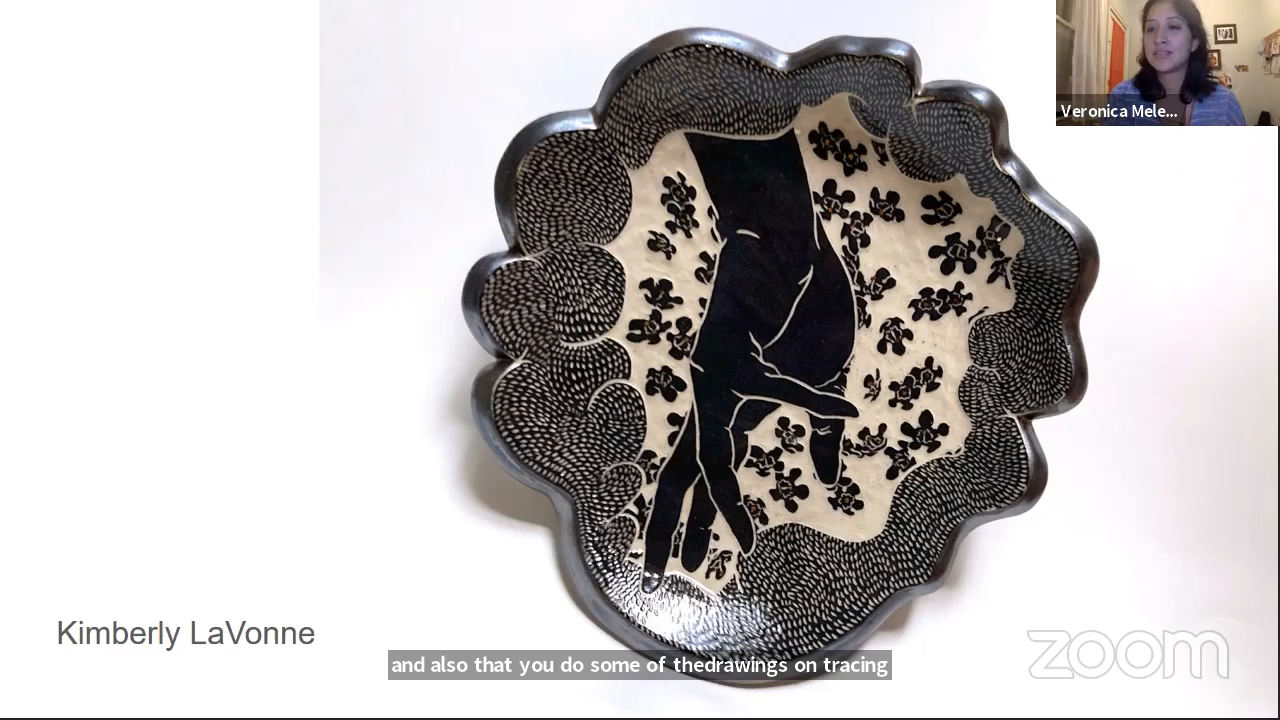 Veronica Mele...
Kimberly LaVonne
and also that you do some of thedrawings on tracing
zoom